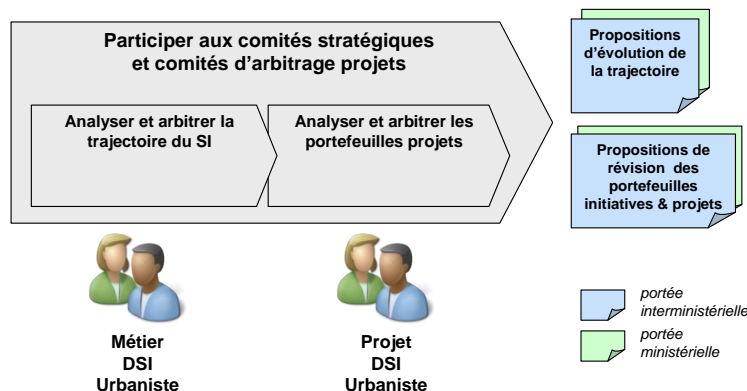 Participer aux comités stratégiques
et comités d'arbitrage projets
Analyser et arbitrer la
trajectoire du SI
Analyser et arbitrer les
portefeuilles projets
Propositions
d'évolution de
la trajectoire
Propositions de
révision des
portefeuilles
initiatives & projets
Métier
DSI
Urbaniste
Projet
DSI
Urbaniste
portée
interministérielle
portée
ministérielle